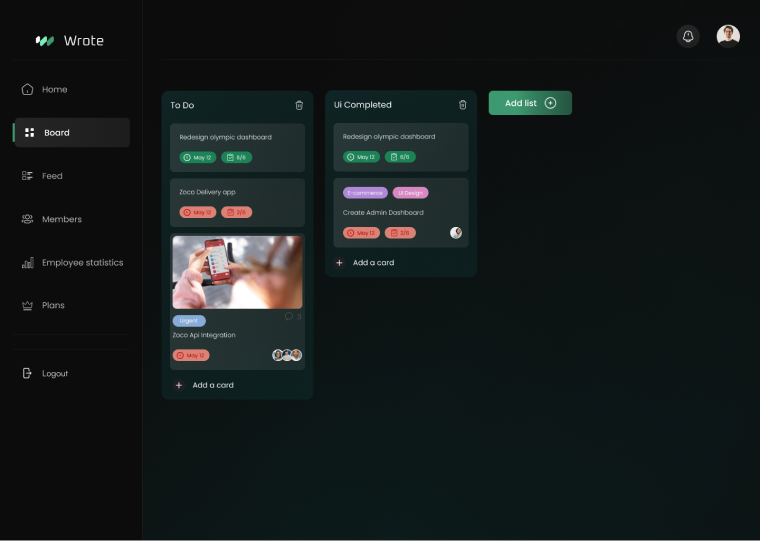 Wrote
Home
Board
Feed
Members
Employee statistics
Plans
Logout
To Do
Redesign olympic dashboard
May 12 6/6
Zoco Delivery app
May 12 2/6
Urgent 3
Zoco Api Integration
May 12
Add a card
Ui Completed
Redesign olympic dashboard
May 12 6/6
E-commerce UI Design
Create Admin Dashboard
May 12 2/6
Add a card
Add list